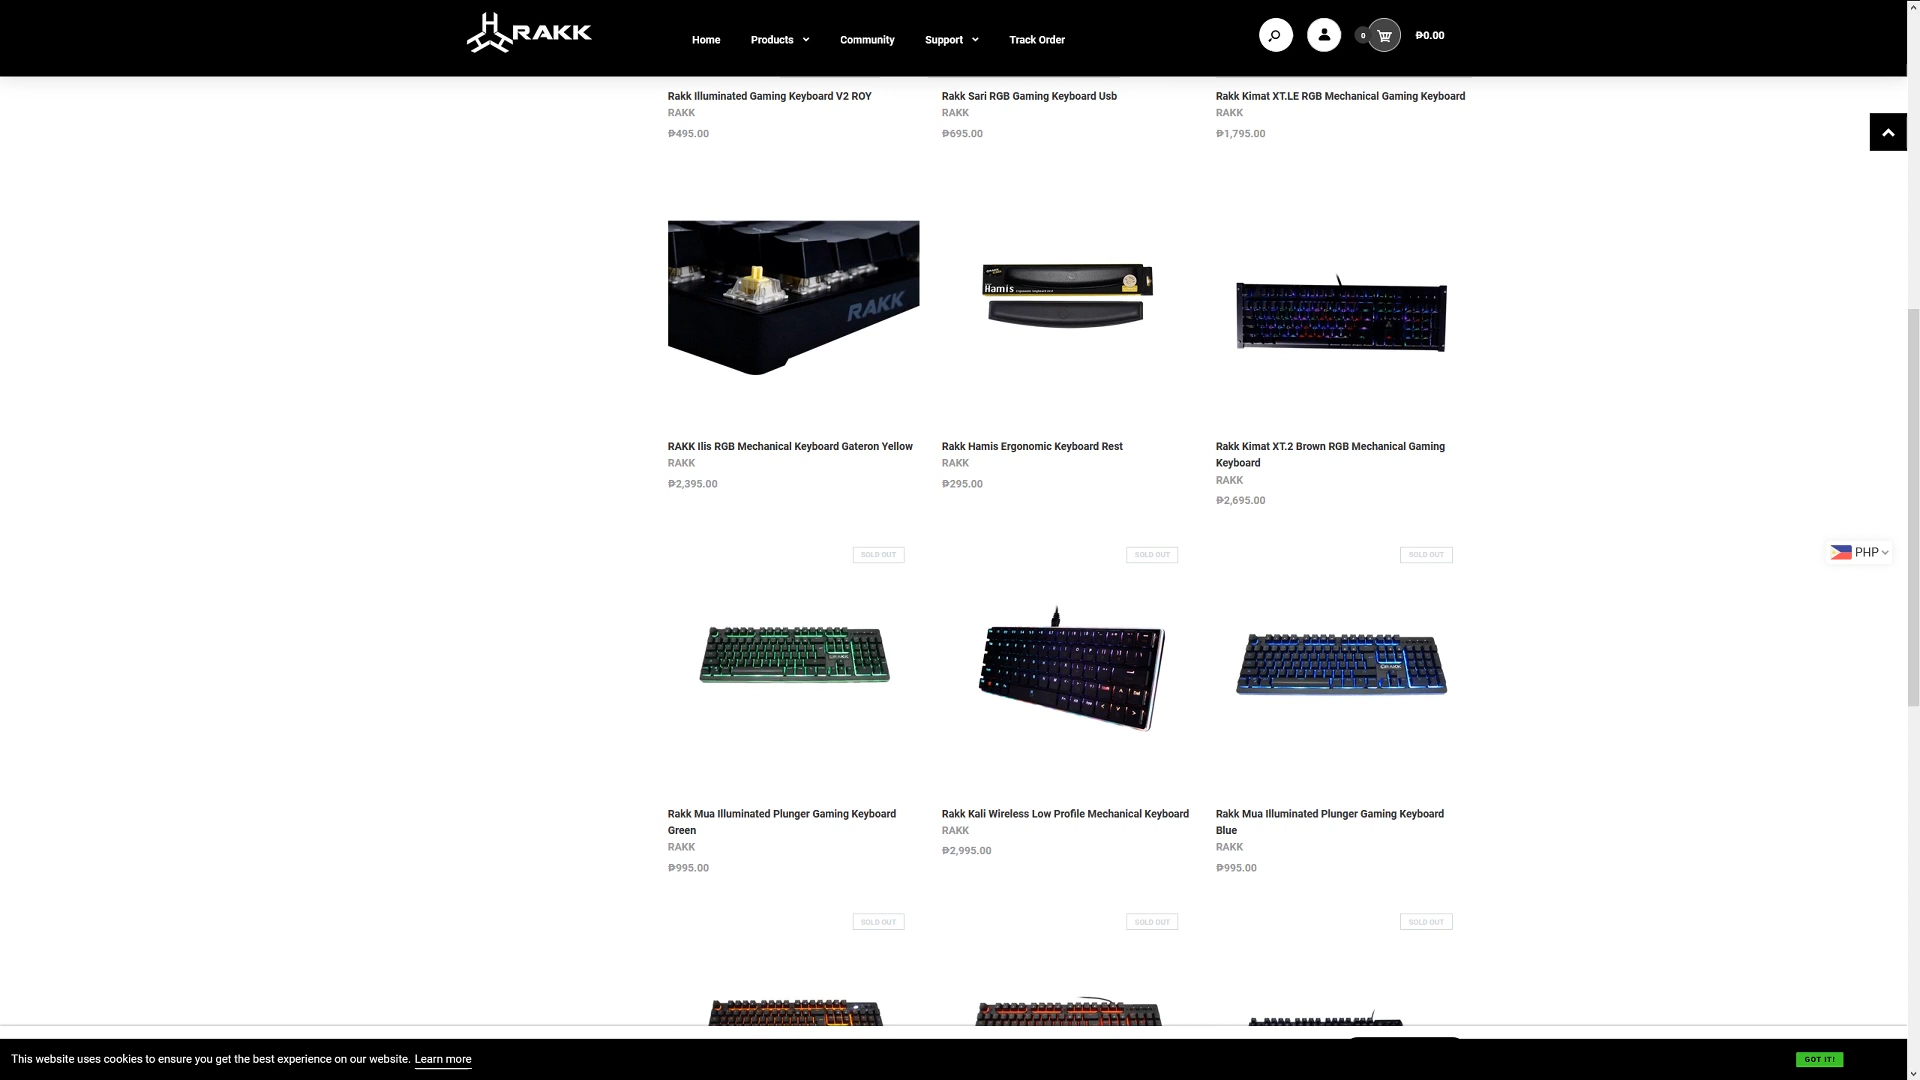 RAKK
Home
Products
Community
Support
Track Order
0
₱0.00
Rakk Illuminated Gaming Keyboard V2 ROY
RAKK
₱495.00
Rakk Sari RGB Gaming Keyboard Usb
RAKK
₱695.00
Rakk Kimat XT.LE RGB Mechanical Gaming Keyboard
RAKK
₱1,795.00
RAKK
Hamis
RAKK Ilis RGB Mechanical Keyboard Gateron Yellow
RAKK
₱2,395.00
Rakk Hamis Ergonomic Keyboard Rest
RAKK
₱295.00
Rakk Kimat XT.2 Brown RGB Mechanical Gaming
Keyboard
RAKK
₱2,695.00
PHP
SOLD OUT
SOLD OUT
SOLD OUT
Rakk Mua Illuminated Plunger Gaming Keyboard
Green
RAKK
₱995.00
Rakk Kali Wireless Low Profile Mechanical Keyboard
RAKK
₱2,995.00
Rakk Mua Illuminated Plunger Gaming Keyboard
Blue
RAKK
₱995.00
SOLD OUT
SOLD OUT
SOLD OUT
This website uses cookies to ensure you get the best experience on our website. Learn more
GOT IT!